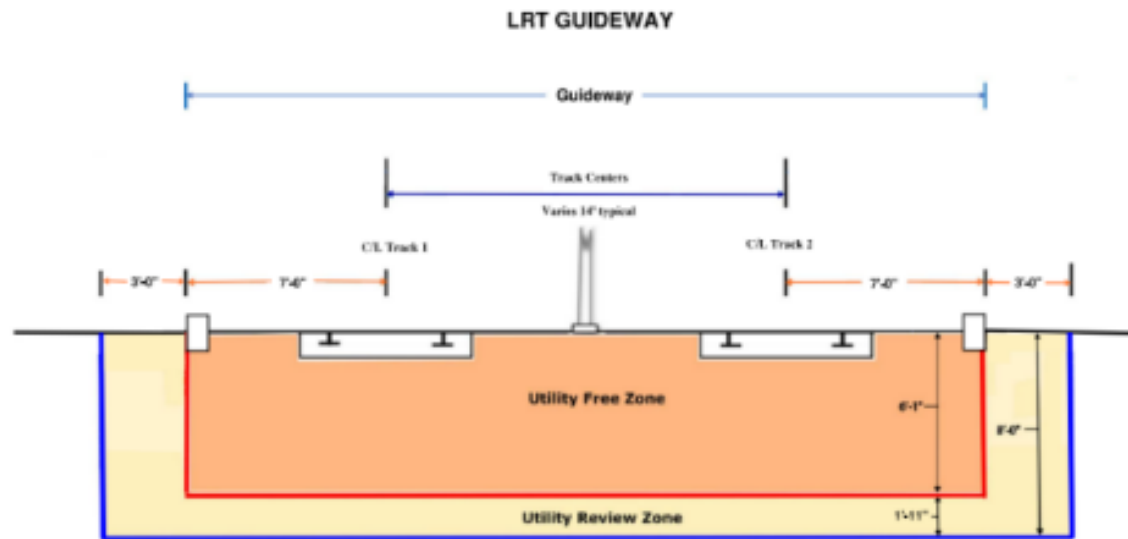 LRT GUIDEWAY
Guideway
Track Centers
Varies 14' typical
C/L Track 1
C/L Track 2
3'-0"
7'-0"
7'-0"
3'-0"
Utility Free Zone
6'-1"
8'-0"
Utility Review Zone
1'-11"